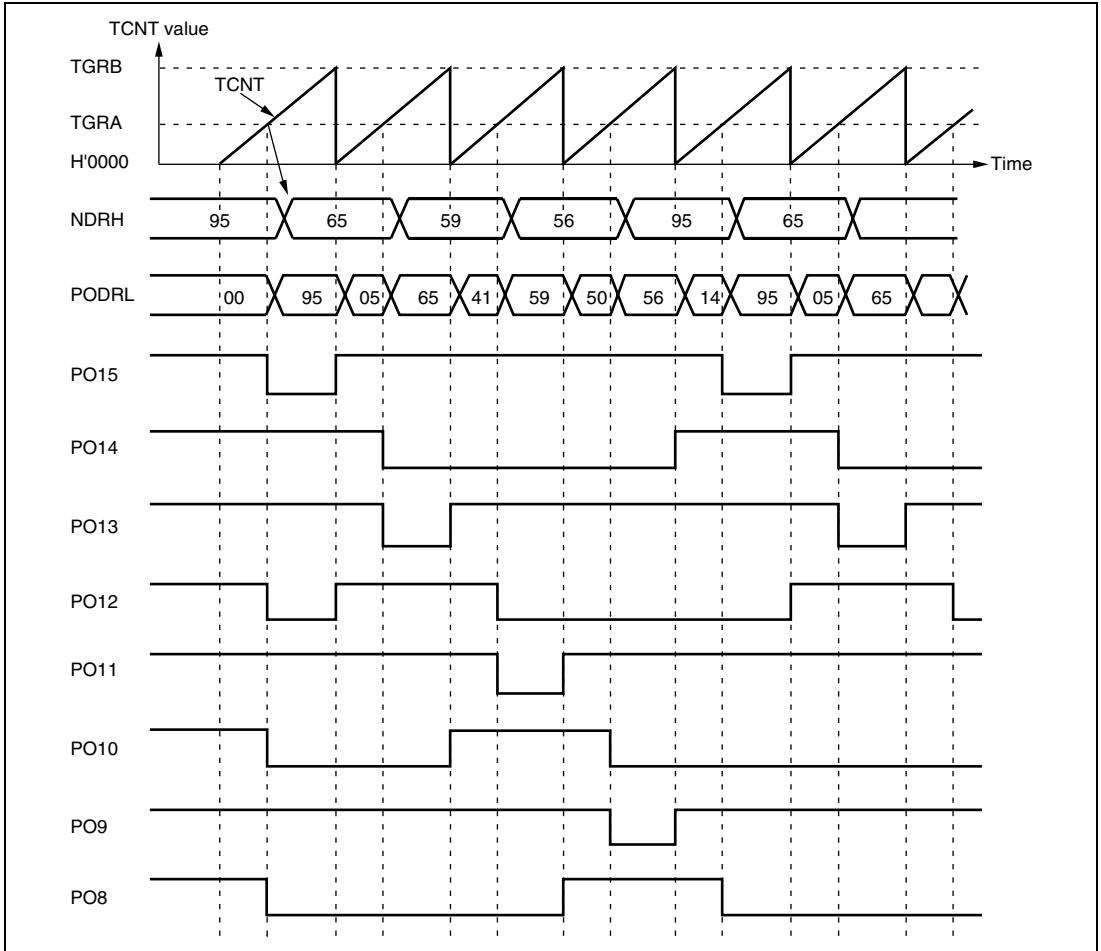 TCNT value
TGRB
TCNT
TGRA
H'0000
Time
NDRH 95 65 59 56 95 65
PODRL 00 95 05 65 41 59 50 56 14 95 05 65
PO15
PO14
PO13
PO12
PO11
PO10
PO9
PO8